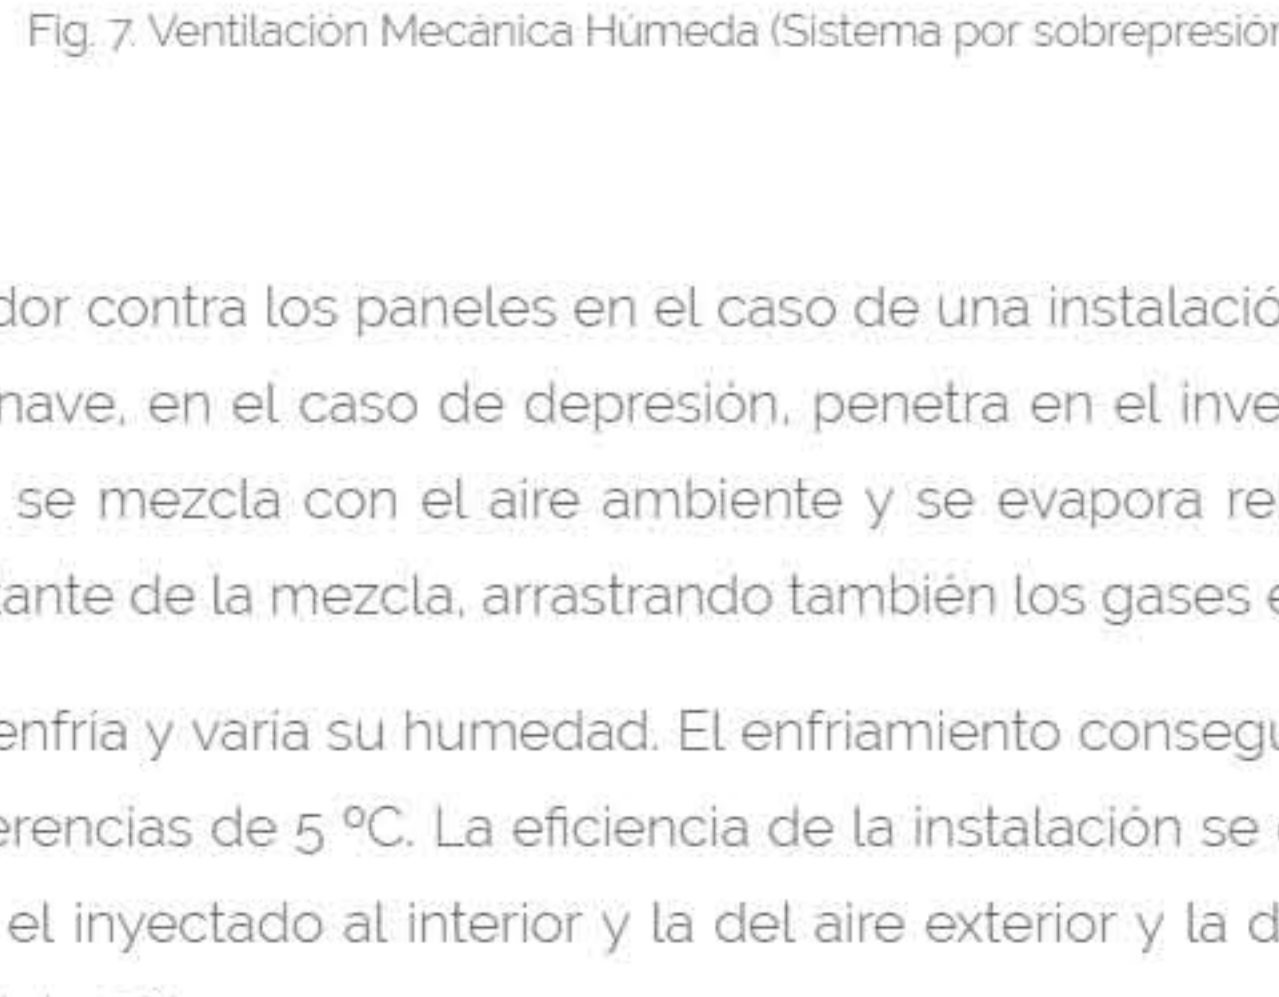 Fig. 7. Ventilación Mecánica Húmeda (Sistema por sobrepresión
dor contra los paneles en el caso de una instalació
nave, en el caso de depresión, penetra en el inve
se mezcla con el aire ambiente y se evapora re
tante de la mezcla, arrastrando también los gases e
enfría y varía su humedad. El enfriamiento consegu
erencias de 5 ºC. La eficiencia de la instalación se
el inyectado al interior y la del aire exterior y la d